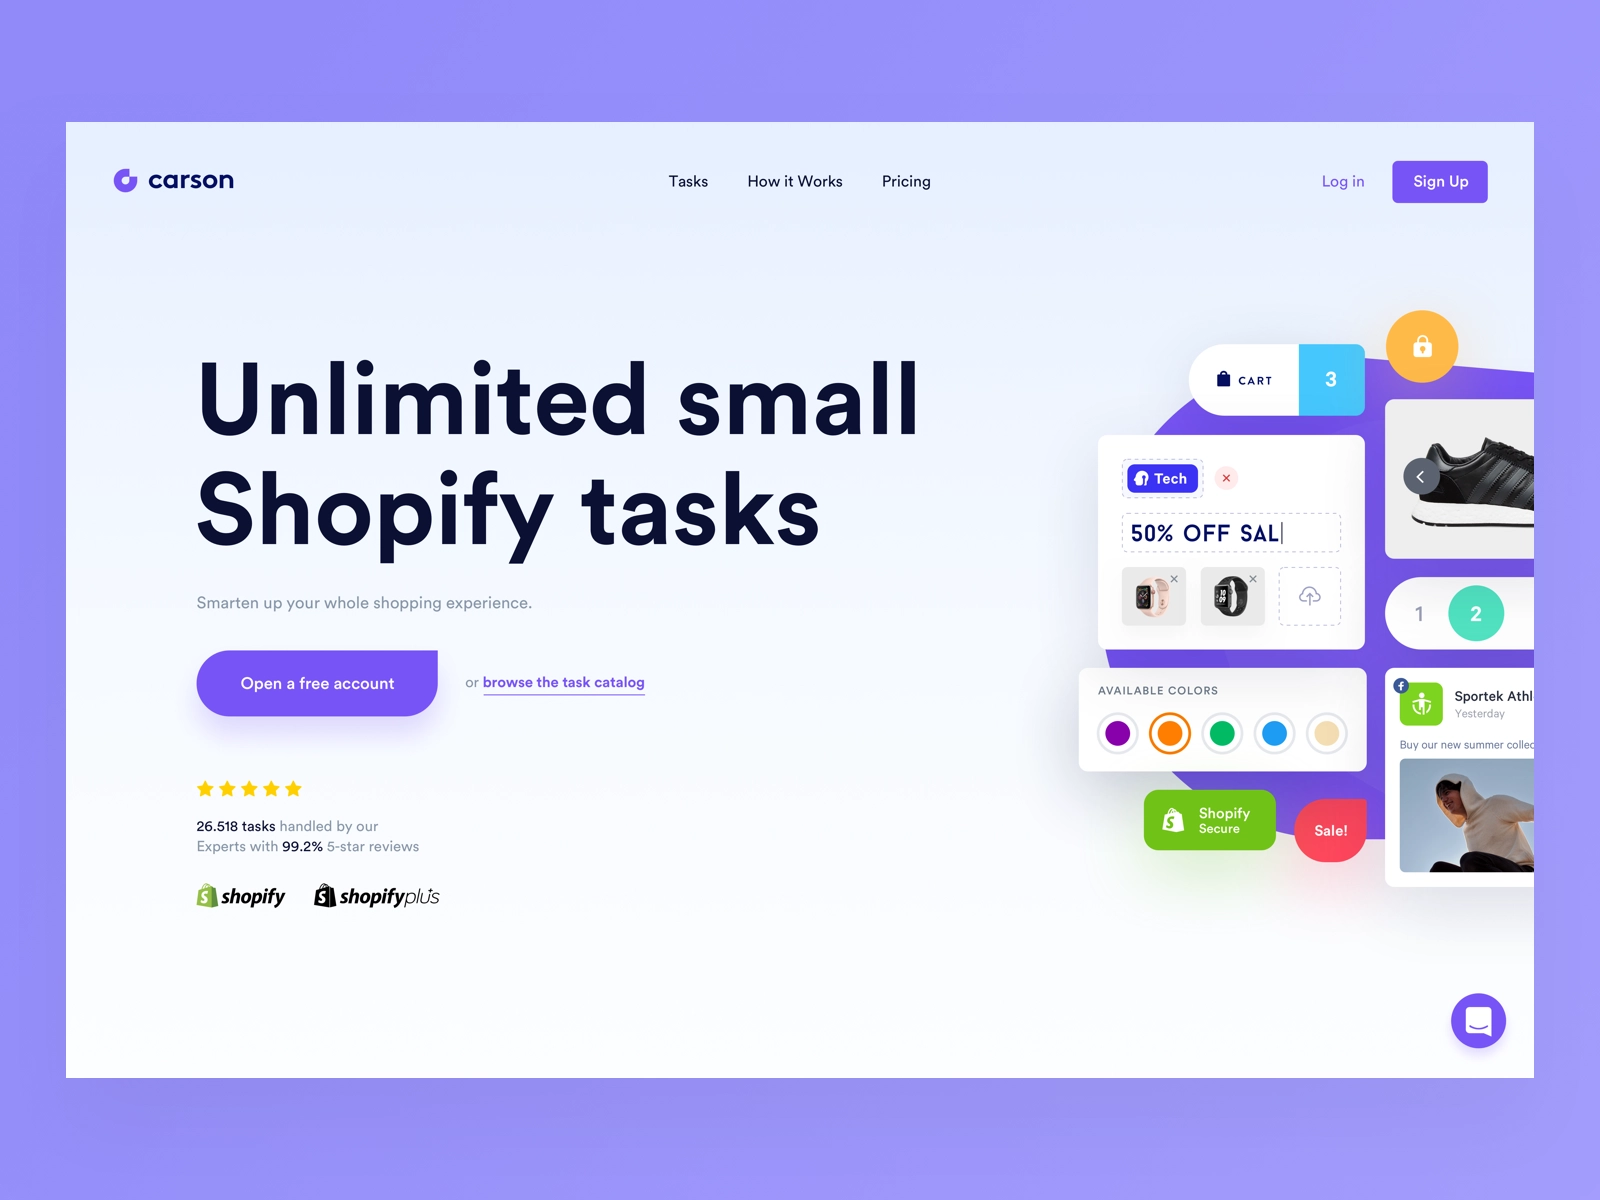 carson
Tasks
How it Works
Pricing
Log in
Sign Up
Unlimited small
Shopify tasks
Smarten up your whole shopping experience.
Open a free account
or browse the task catalog
26.518 tasks handled by our
Experts with 99.2% 5-star reviews
shopify
shopifyplus
CART
3
Tech
50% OFF SAL
10
09
1
2
AVAILABLE COLORS
Sportek Athl
Yesterday
Buy our new summer collec
Shopify
Secure
Sale!